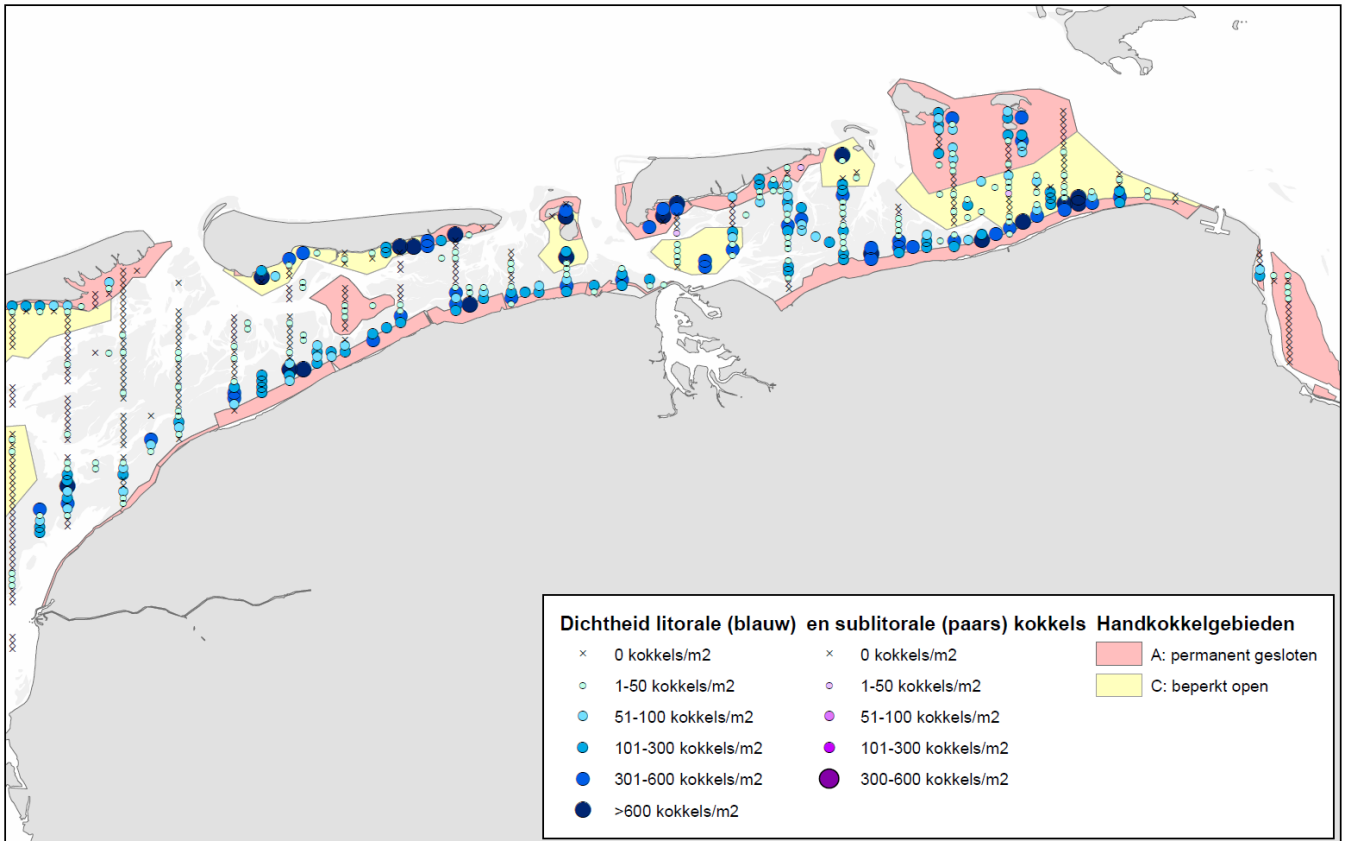 Dichtheid litorale (blauw) en sublitorale (paars) kokkels Handkokkelgebieden
0 kokkels/m2 0 kokkels/m2 A: permanent gesloten
1-50 kokkels/m2 1-50 kokkels/m2 C: beperkt open
51-100 kokkels/m2 51-100 kokkels/m2
101-300 kokkels/m2 101-300 kokkels/m2
301-600 kokkels/m2 300-600 kokkels/m2
>600 kokkels/m2